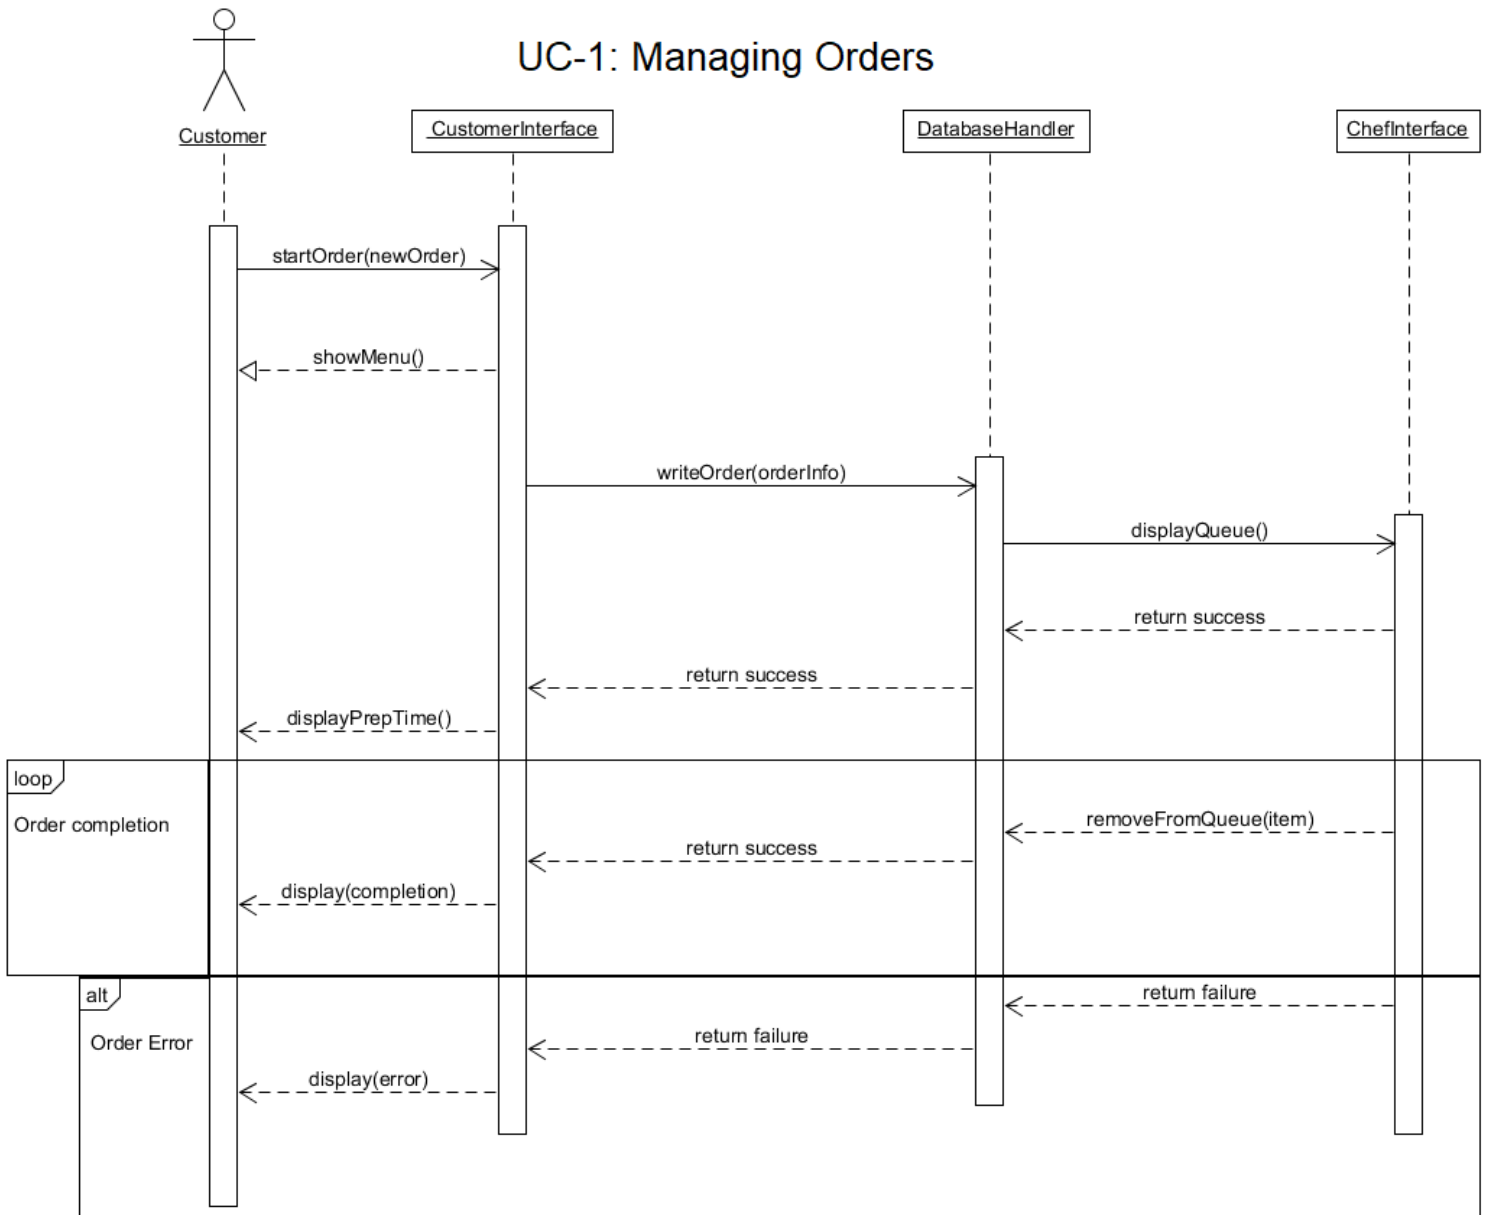 UC-1: Managing Orders
Customer
CustomerInterface
DatabaseHandler
ChefInterface
startOrder(newOrder)
showMenu()
writeOrder(orderInfo)
displayQueue()
return success
return success
displayPrepTime()
loop
Order completion
removeFromQueue(item)
return success
display(completion)
alt
return failure
Order Error
return failure
display(error)